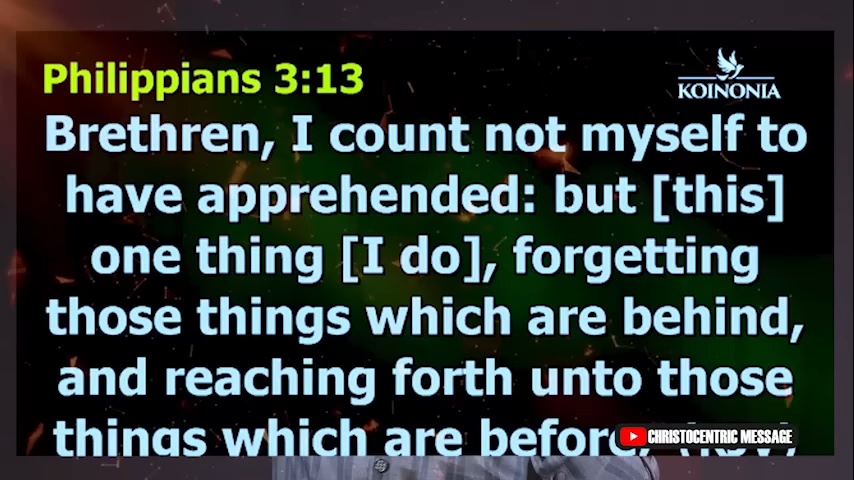 Philippians 3:13
KOINONIA
Brethren, I count not myself to
have apprehended: but [this]
one thing [I do], forgetting
those things which are behind,
and reaching forth unto those
things which are before,
CHRISTOCENTRIC MESSAGE